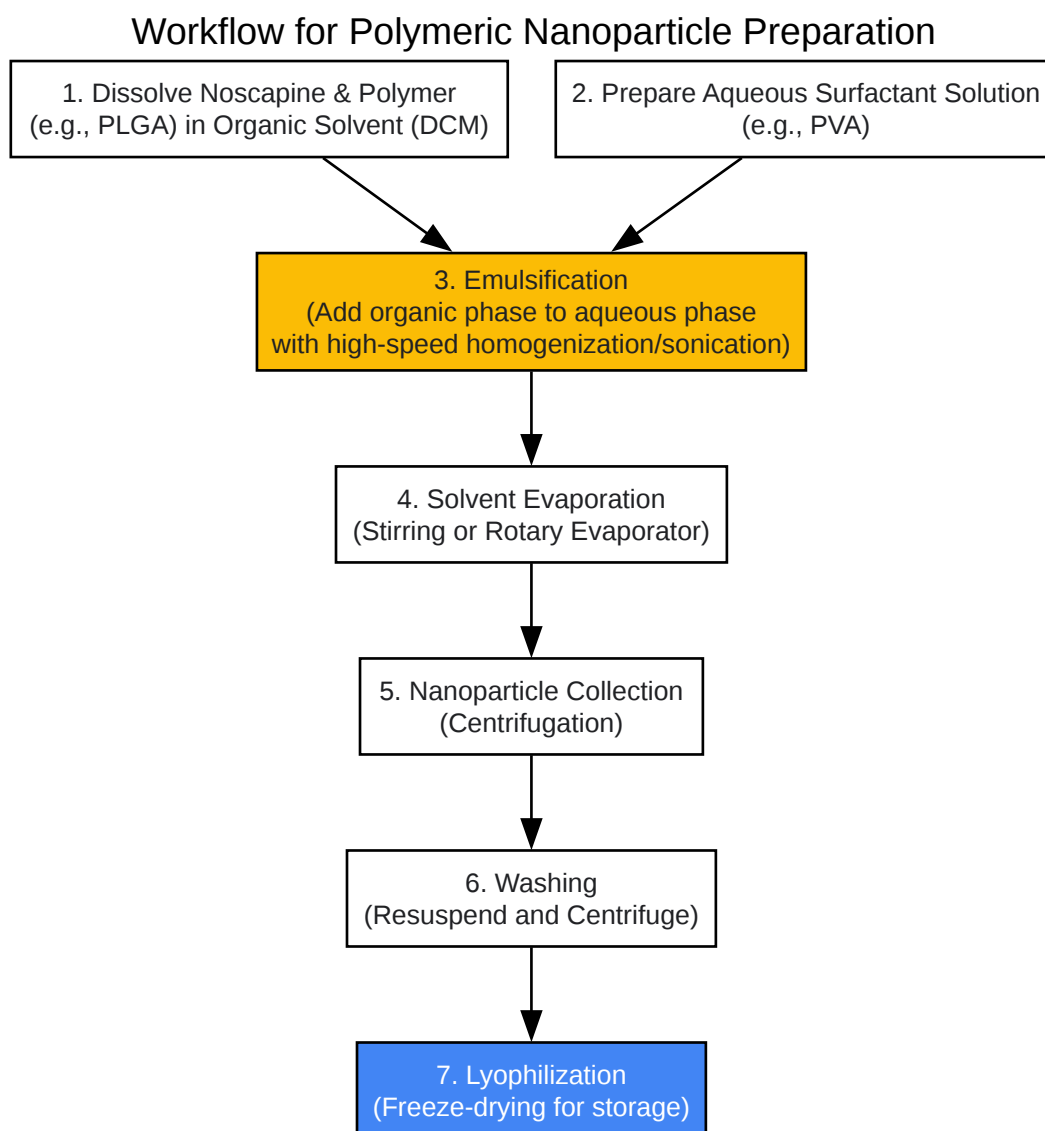 Workflow for Polymeric Nanoparticle Preparation
1. Dissolve Noscapine & Polymer
(e.g., PLGA) in Organic Solvent (DCM)
2. Prepare Aqueous Surfactant Solution
(e.g., PVA)
3. Emulsification
(Add organic phase to aqueous phase
with high-speed homogenization/sonication)
4. Solvent Evaporation
(Stirring or Rotary Evaporator)
5. Nanoparticle Collection
(Centrifugation)
6. Washing
(Resuspend and Centrifuge)
7. Lyophilization
(Freeze-drying for storage)